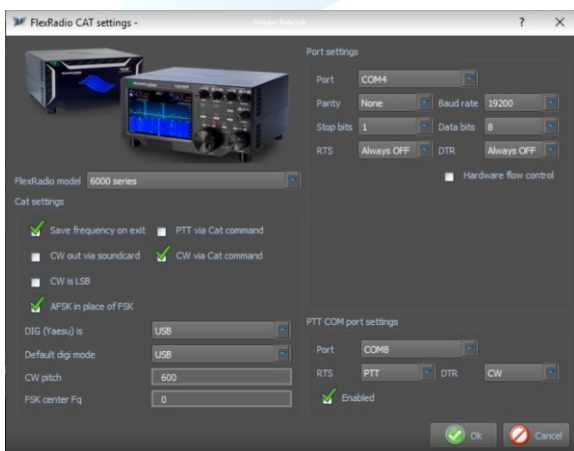 FlexRadio CAT settings -
?
Port settings
Port COM4
Parity None Baud rate 19200
Stop bits 1 Data bits 8
RTS Always OFF DTR Always OFF
Hardware flow control
FlexRadio model 6000 series
Cat settings
Save frequency on exit PTT via Cat command
CW out via soundcard CW via Cat command
CW is LSB
AFSK in place of FSK
DIG (Yaesu) is USB
Default digi mode USB
CW pitch 600
FSK center Fq 0
PTT COM port settings
Port COM8
RTS PTT DTR CW
Enabled
Ok Cancel